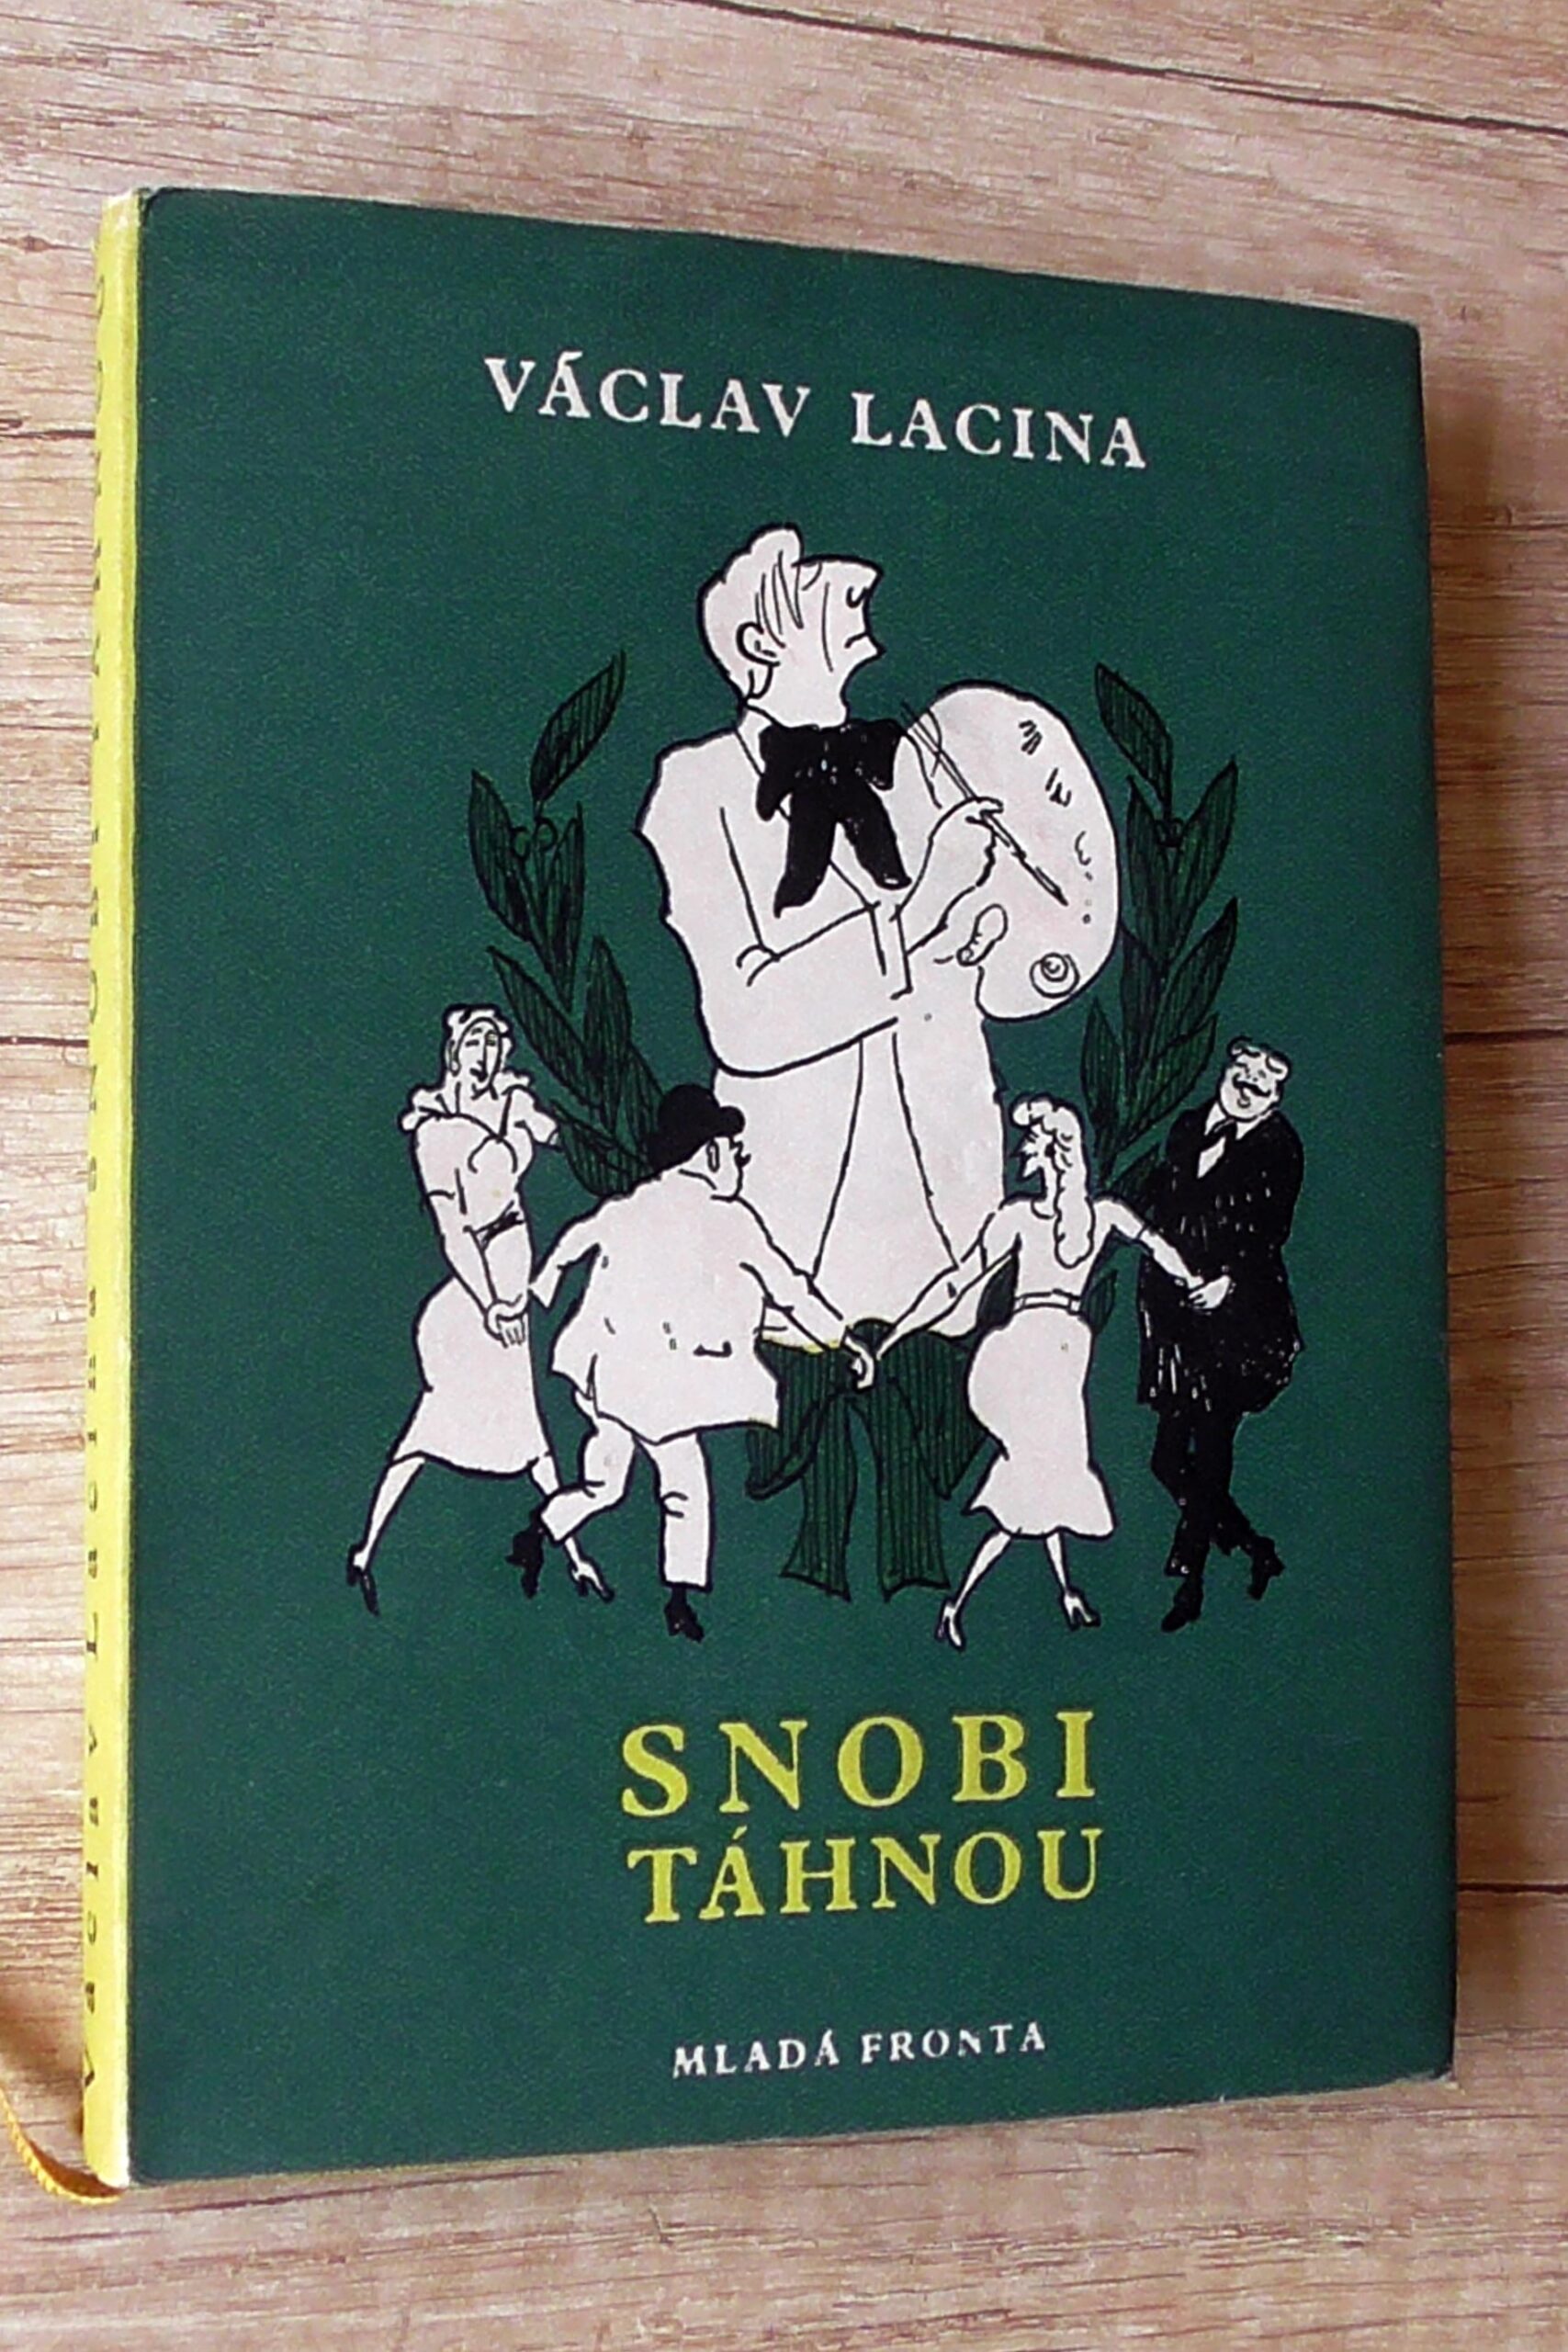 VÁCLAV LACINA
SNOBI
TÁHNOU
MLADÁ FRONTA